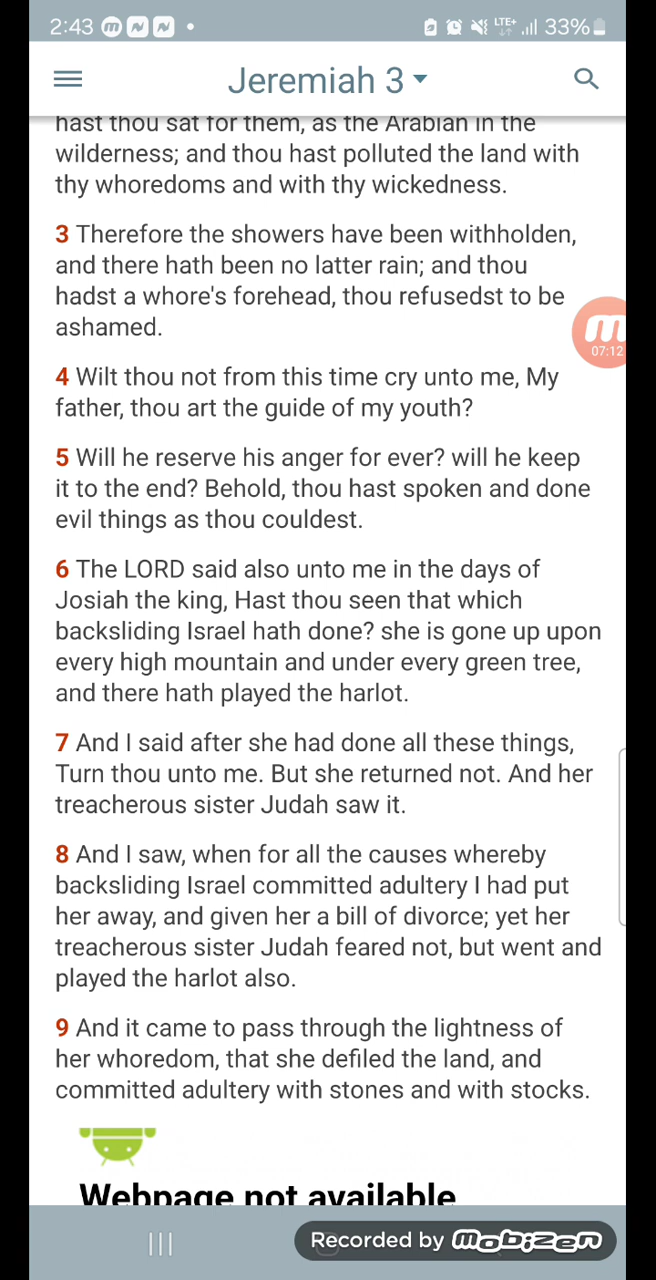 2:43
LTE+
33%
Jeremiah 3
hast thou sat for them, as the Arabian in the
wilderness; and thou hast polluted the land with
thy whoredoms and with thy wickedness.
3 Therefore the showers have been withholden,
and there hath been no latter rain; and thou
hadst a whore's forehead, thou refusedst to be
ashamed.
07:12
4 Wilt thou not from this time cry unto me, My
father, thou art the guide of my youth?
5 Will he reserve his anger for ever? will he keep
it to the end? Behold, thou hast spoken and done
evil things as thou couldest.
6 The LORD said also unto me in the days of
Josiah the king, Hast thou seen that which
backsliding Israel hath done? she is gone up upon
every high mountain and under every green tree,
and there hath played the harlot.
7 And I said after she had done all these things,
Turn thou unto me. But she returned not. And her
treacherous sister Judah saw it.
8 And I saw, when for all the causes whereby
backsliding Israel committed adultery I had put
her away, and given her a bill of divorce; yet her
treacherous sister Judah feared not, but went and
played the harlot also.
9 And it came to pass through the lightness of
her whoredom, that she defiled the land, and
committed adultery with stones and with stocks.
Webpage not available
Recorded by mobizen